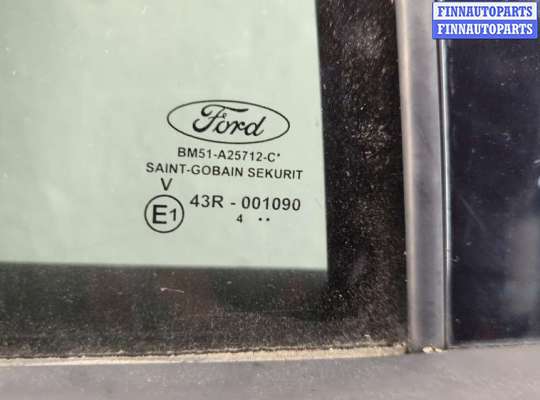 FINNAUTOPARTS
FINNAUTOPARTS
Ford
BM51-A25712-C*
SAINT-GOBAIN SEKURIT
V
E1 43R - 001090
4 ..